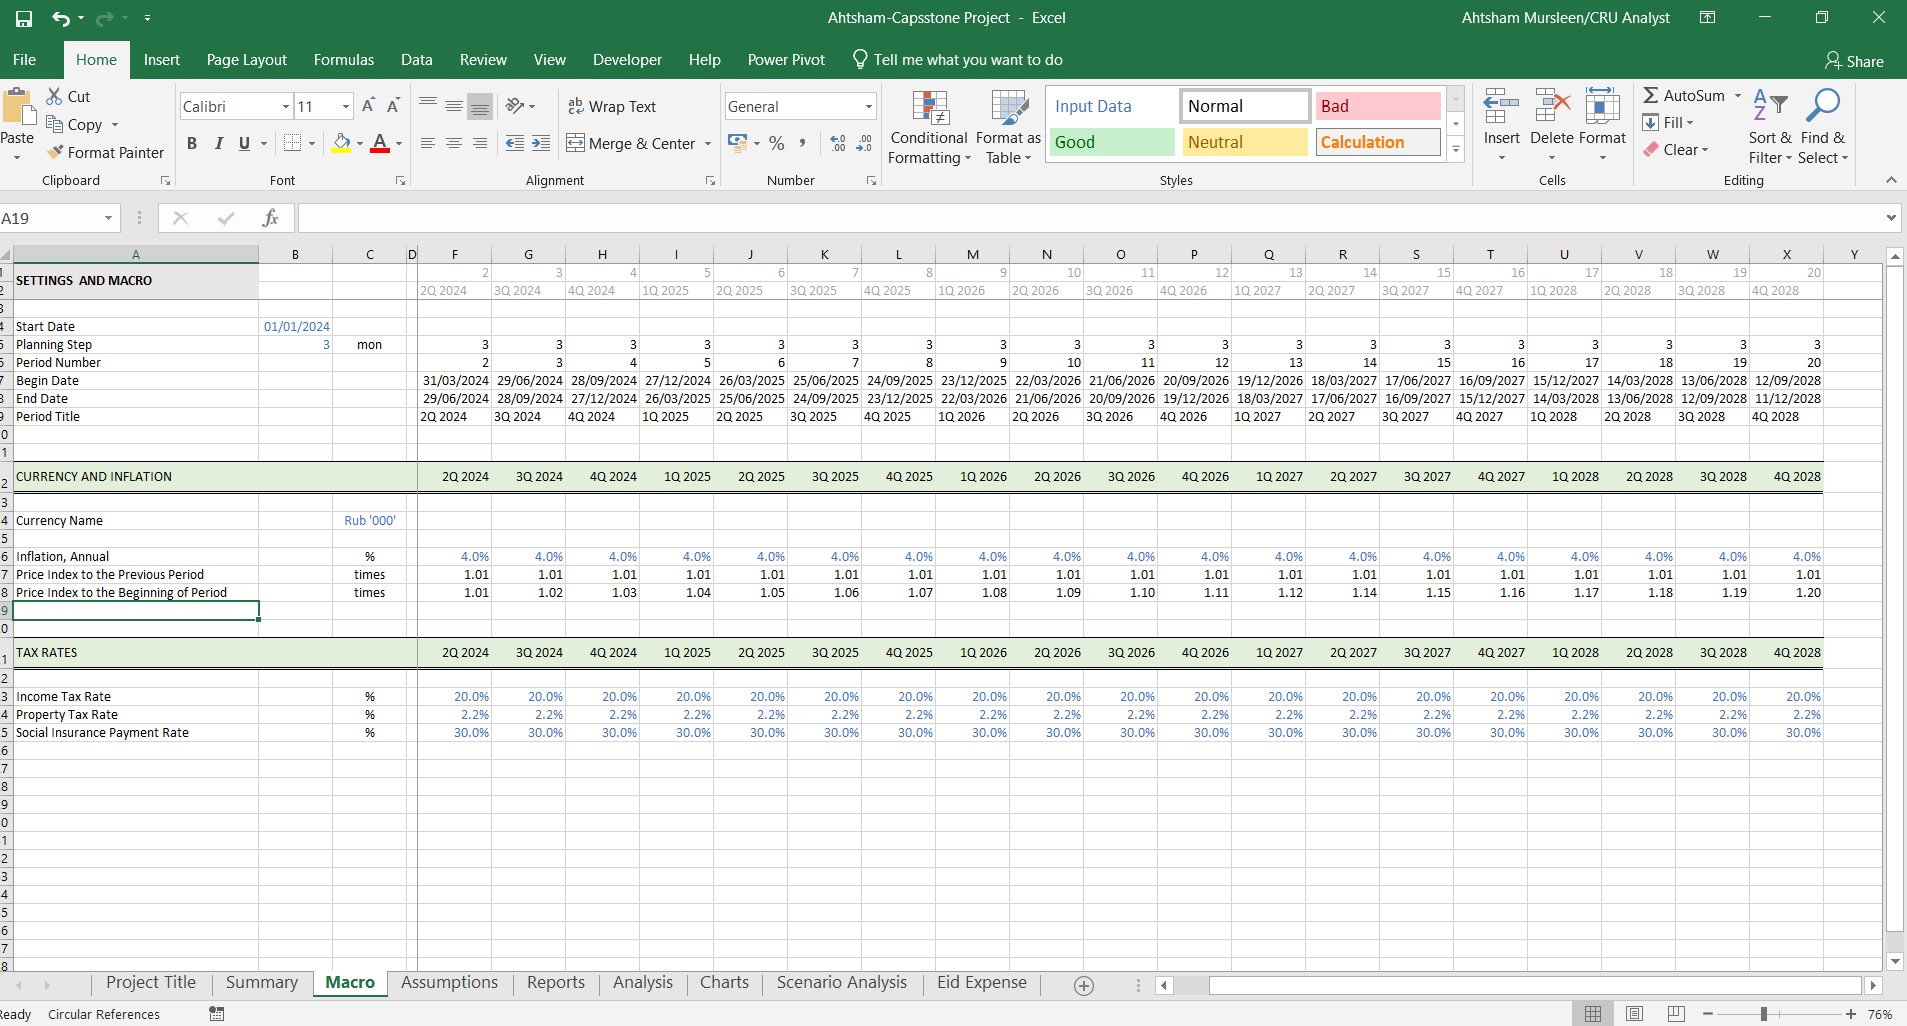 Ahtsham-Capsstone Project - Excel
Ahtsham Mursleen/CRU Analyst
File Home Insert Page Layout Formulas Data Review View Developer Help Power Pivot Tell me what you want to do Share
Paste Cut Copy Format Painter Clipboard
Calibri 11 A A B I U A Font
ab Wrap Text Merge & Center Alignment
General % , Number
Conditional Formatting Format as Table
Input Data Normal Bad
Good Neutral Calculation
Styles
Insert Delete Format Cells
AutoSum Fill Clear Sort & Filter Find & Select Editing
A19 fx
A B C D F G H I J K L M N O P Q R S T U V W X Y
SETTINGS AND MACRO
2 3 4 5 6 7 8 9 10 11 12 13 14 15 16 17 18 19 20
2Q 2024 3Q 2024 4Q 2024 1Q 2025 2Q 2025 3Q 2025 4Q 2025 1Q 2026 2Q 2026 3Q 2026 4Q 2026 1Q 2027 2Q 2027 3Q 2027 4Q 2027 1Q 2028 2Q 2028 3Q 2028 4Q 2028
Start Date 01/01/2024
Planning Step 3 mon 3 3 3 3 3 3 3 3 3 3 3 3 3 3 3 3 3 3 3
Period Number 2 3 4 5 6 7 8 9 10 11 12 13 14 15 16 17 18 19 20
Begin Date 31/03/2024 29/06/2024 28/09/2024 27/12/2024 26/03/2025 25/06/2025 24/09/2025 23/12/2025 22/03/2026 21/06/2026 20/09/2026 19/12/2026 18/03/2027 17/06/2027 16/09/2027 15/12/2027 14/03/2028 13/06/2028 12/09/2028
End Date 29/06/2024 28/09/2024 27/12/2024 26/03/2025 25/06/2025 24/09/2025 23/12/2025 22/03/2026 21/06/2026 20/09/2026 19/12/2026 18/03/2027 17/06/2027 16/09/2027 15/12/2027 14/03/2028 13/06/2028 12/09/2028 11/12/2028
Period Title 2Q 2024 3Q 2024 4Q 2024 1Q 2025 2Q 2025 3Q 2025 4Q 2025 1Q 2026 2Q 2026 3Q 2026 4Q 2026 1Q 2027 2Q 2027 3Q 2027 4Q 2027 1Q 2028 2Q 2028 3Q 2028 4Q 2028
CURRENCY AND INFLATION 2Q 2024 3Q 2024 4Q 2024 1Q 2025 2Q 2025 3Q 2025 4Q 2025 1Q 2026 2Q 2026 3Q 2026 4Q 2026 1Q 2027 2Q 2027 3Q 2027 4Q 2027 1Q 2028 2Q 2028 3Q 2028 4Q 2028
Currency Name Rub '000'
Inflation, Annual % 4.0% 4.0% 4.0% 4.0% 4.0% 4.0% 4.0% 4.0% 4.0% 4.0% 4.0% 4.0% 4.0% 4.0% 4.0% 4.0% 4.0% 4.0% 4.0%
Price Index to the Previous Period times 1.01 1.01 1.01 1.01 1.01 1.01 1.01 1.01 1.01 1.01 1.01 1.01 1.01 1.01 1.01 1.01 1.01 1.01 1.01
Price Index to the Beginning of Period times 1.01 1.02 1.03 1.04 1.05 1.06 1.07 1.08 1.09 1.10 1.11 1.12 1.14 1.15 1.16 1.17 1.18 1.19 1.20
TAX RATES 2Q 2024 3Q 2024 4Q 2024 1Q 2025 2Q 2025 3Q 2025 4Q 2025 1Q 2026 2Q 2026 3Q 2026 4Q 2026 1Q 2027 2Q 2027 3Q 2027 4Q 2027 1Q 2028 2Q 2028 3Q 2028 4Q 2028
Income Tax Rate % 20.0% 20.0% 20.0% 20.0% 20.0% 20.0% 20.0% 20.0% 20.0% 20.0% 20.0% 20.0% 20.0% 20.0% 20.0% 20.0% 20.0% 20.0% 20.0%
Property Tax Rate % 2.2% 2.2% 2.2% 2.2% 2.2% 2.2% 2.2% 2.2% 2.2% 2.2% 2.2% 2.2% 2.2% 2.2% 2.2% 2.2% 2.2% 2.2% 2.2%
Social Insurance Payment Rate % 30.0% 30.0% 30.0% 30.0% 30.0% 30.0% 30.0% 30.0% 30.0% 30.0% 30.0% 30.0% 30.0% 30.0% 30.0% 30.0% 30.0% 30.0% 30.0%
Project Title Summary Macro Assumptions Reports Analysis Charts Scenario Analysis Eid Expense
Circular References 76%